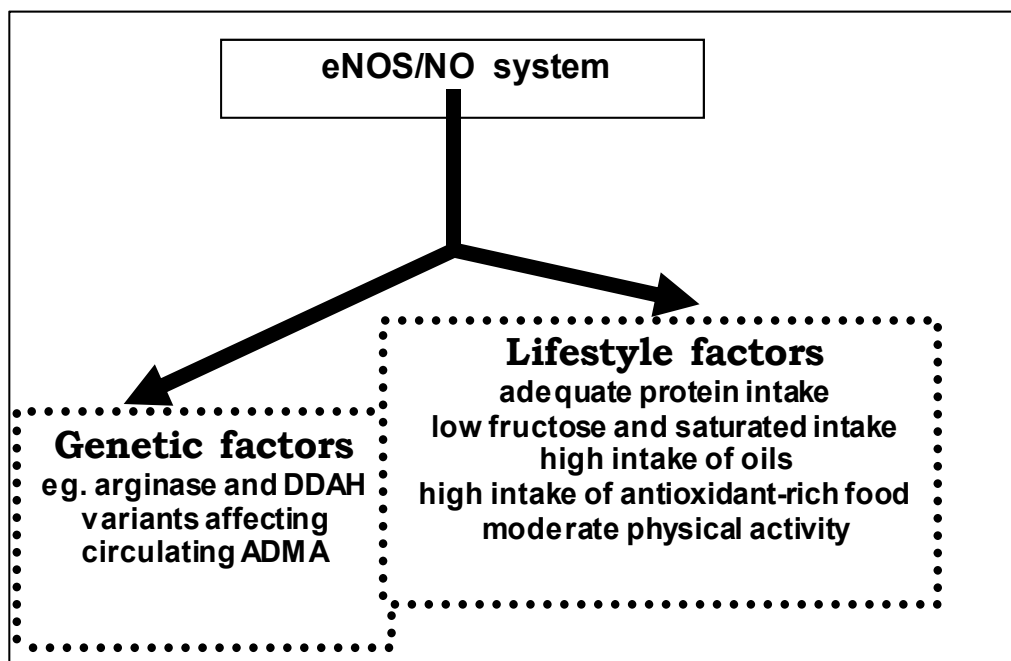 eNOS/NO system
Genetic factors
eg. arginase and DDAH
variants affecting
circulating ADMA
Lifestyle factors
adequate protein intake
low fructose and saturated intake
high intake of oils
high intake of antioxidant-rich food
moderate physical activity